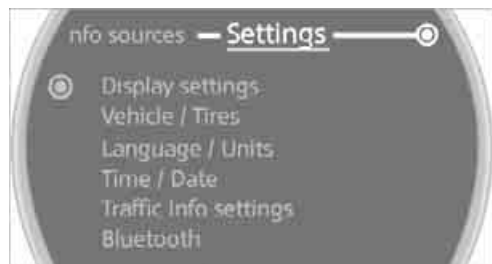 nfo sources Settings
Display settings
Vehicle / Tires
Language / Units
Time / Date
Traffic Info settings
Bluetooth